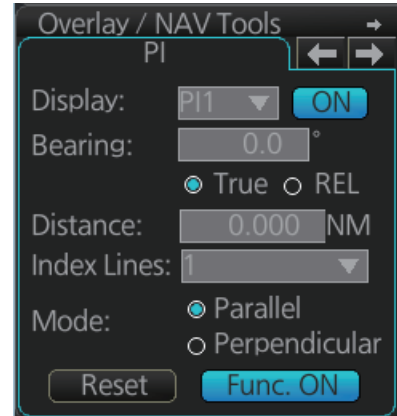 Overlay / NAV Tools
PI
Display: PI1 ON
Bearing: 0.0 °
True REL
Distance: 0.000 NM
Index Lines: 1
Mode: Parallel
Perpendicular
Reset Func. ON